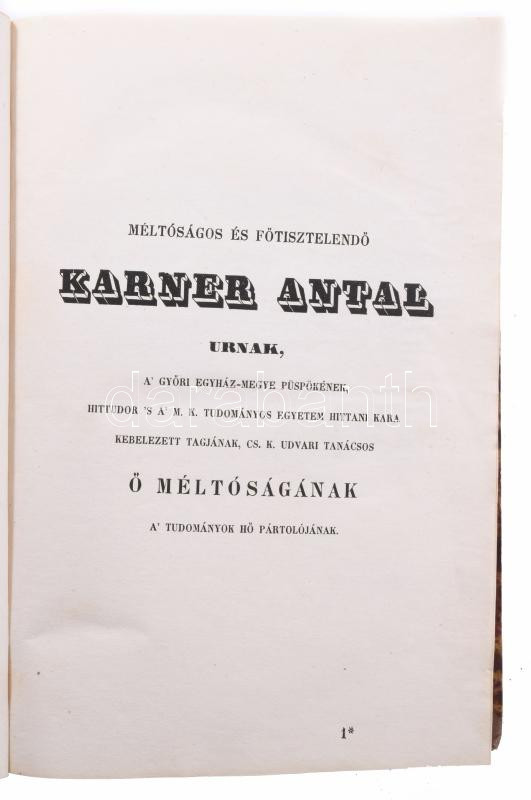 MÉLTÓSÁGOS ÉS FŐTISZTELENDŐ
KARNER ANTAL
URNAK,
A' GYŐRI EGYHÁZ-MEGYE PÜSPÖKÉNEK,
HITTUDOR 'S A' M. K. TUDOMÁNYOS EGYETEM HITTANI KARA
KEBELEZETT TAGJÁNAK, CS. K. UDVARI TANÁCSOS
Ő MÉLTÓSÁGÁNAK
A' TUDOMÁNYOK HŐ PÁRTOLÓJÁNAK.
1*
darabanth